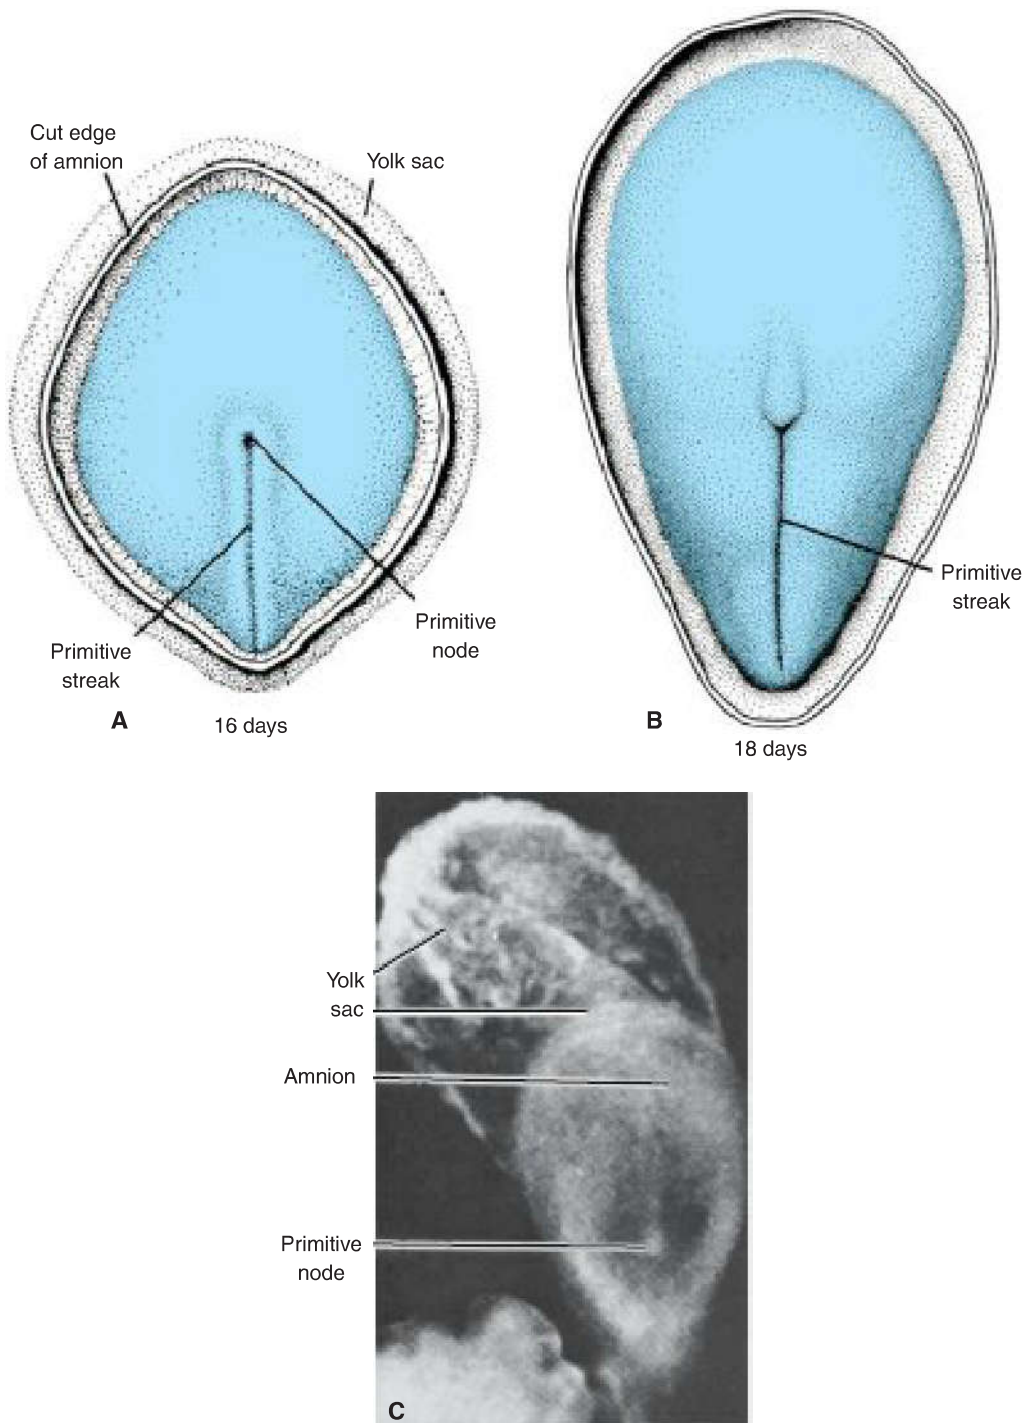 Cut edge
of amnion
Yolk sac
Primitive
streak
Primitive
node
A
16 days
Primitive
streak
B
18 days
Yolk
sac
Amnion
Primitive
node
C